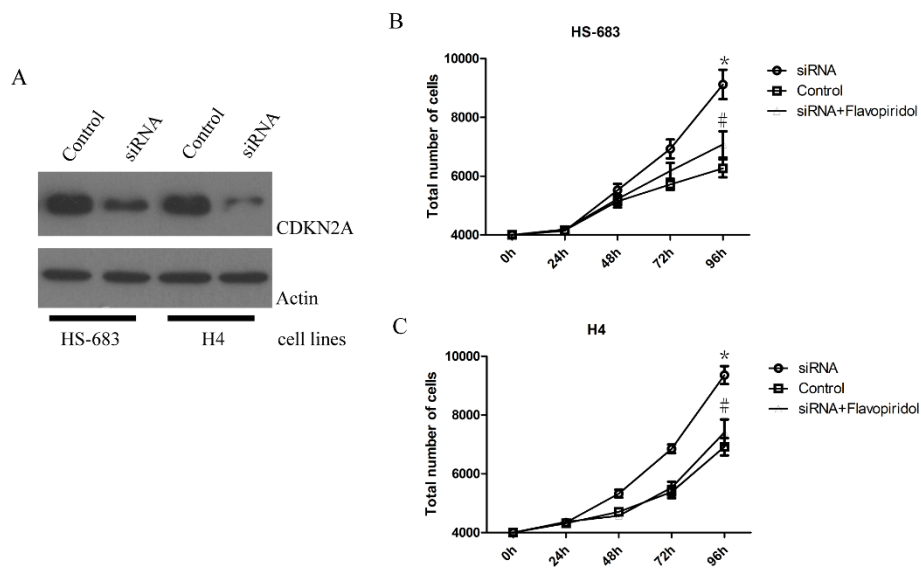 A
Control
siRNA
Control
siRNA
CDKN2A
Actin
HS-683
H4
cell lines
B
HS-683
Total number of cells
10000
8000
6000
4000
*
#
0h
24h
48h
72h
96h
siRNA
Control
siRNA+Flavopiridol
C
H4
Total number of cells
10000
8000
6000
4000
*
#
0h
24h
48h
72h
96h
siRNA
Control
siRNA+Flavopiridol